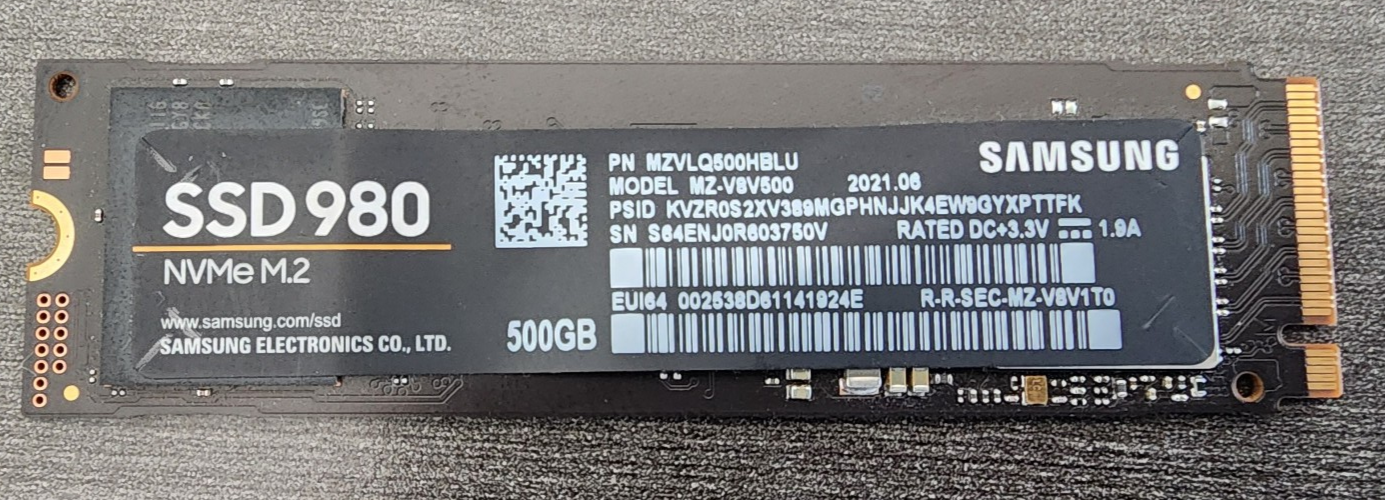 SSD 980
NVMe M.2
www.samsung.com/ssd
SAMSUNG ELECTRONICS CO., LTD.
500GB
PN MZVLQ500HBLU
MODEL MZ-V8V500 2021.06
PSID KVZR0S2XV389MGPHNJJK4EW9GYXPTTFK
SN S64ENJ0R603750V RATED DC+3.3V ⎓ 1.9A
EUI64 002538D61141924E R-R-SEC-MZ-V8V1T0
SAMSUNG